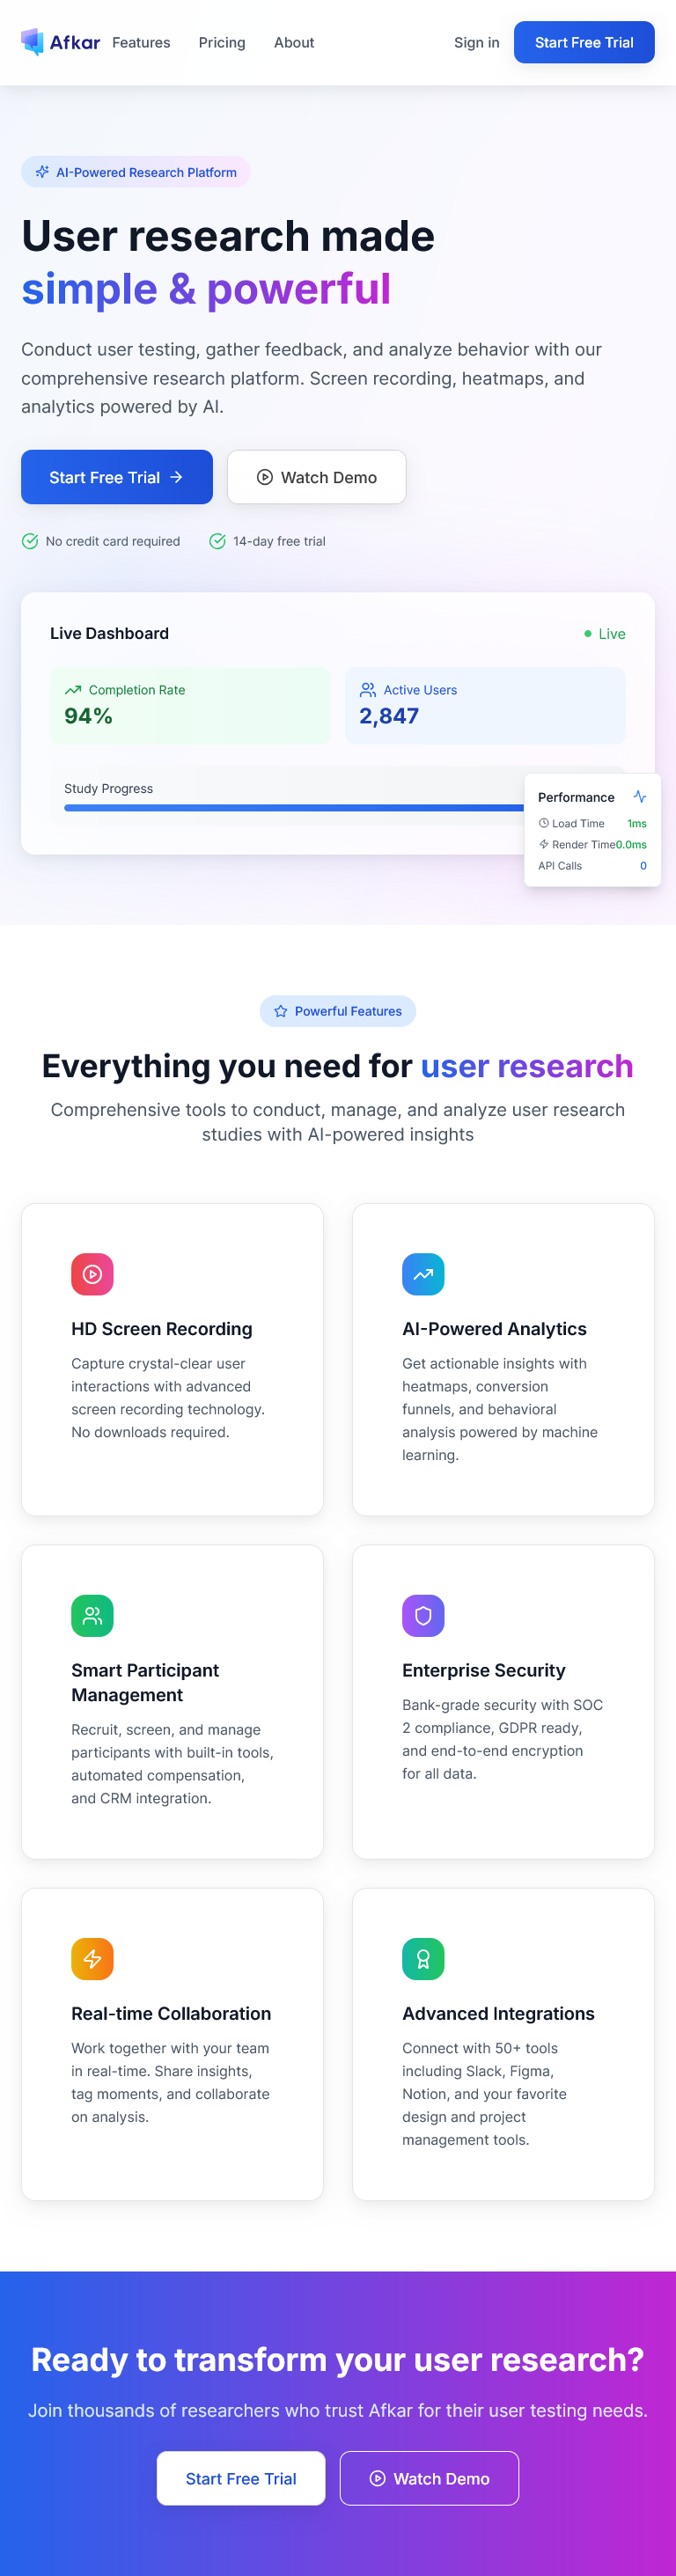 Afkar
Features
Pricing
About
Sign in
Start Free Trial
AI-Powered Research Platform
User research made
simple & powerful
Conduct user testing, gather feedback, and analyze behavior with our
comprehensive research platform. Screen recording, heatmaps, and
analytics powered by AI.
Start Free Trial
Watch Demo
No credit card required
14-day free trial
Live Dashboard
Live
Completion Rate
94%
Active Users
2,847
Study Progress
Performance
Load Time 1ms
Render Time 0.0ms
API Calls 0
Powerful Features
Everything you need for user research
Comprehensive tools to conduct, manage, and analyze user research
studies with AI-powered insights
HD Screen Recording
Capture crystal-clear user
interactions with advanced
screen recording technology.
No downloads required.
AI-Powered Analytics
Get actionable insights with
heatmaps, conversion
funnels, and behavioral
analysis powered by machine
learning.
Smart Participant
Management
Recruit, screen, and manage
participants with built-in tools,
automated compensation,
and CRM integration.
Enterprise Security
Bank-grade security with SOC
2 compliance, GDPR ready,
and end-to-end encryption
for all data.
Real-time Collaboration
Work together with your team
in real-time. Share insights,
tag moments, and collaborate
on analysis.
Advanced Integrations
Connect with 50+ tools
including Slack, Figma,
Notion, and your favorite
design and project
management tools.
Ready to transform your user research?
Join thousands of researchers who trust Afkar for their user testing needs.
Start Free Trial
Watch Demo